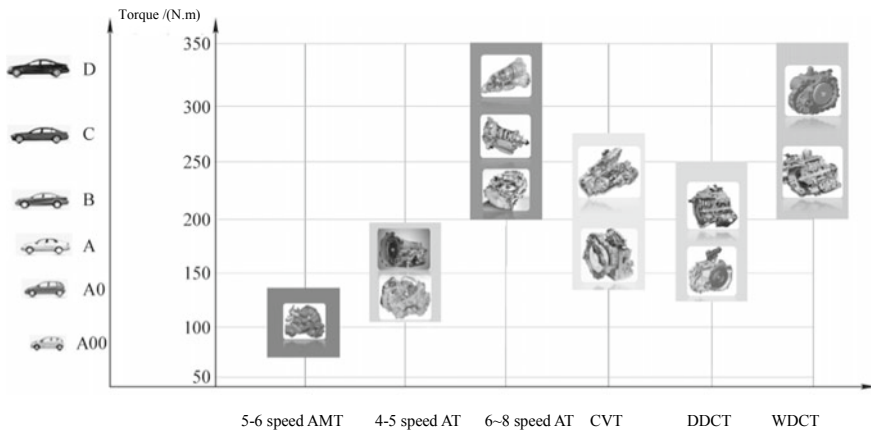 Torque /(N.m)
350
D
300
C
250
B
200
A
150
A0
100
A00
50
5-6 speed AMT 4-5 speed AT 6~8 speed AT CVT DDCT WDCT